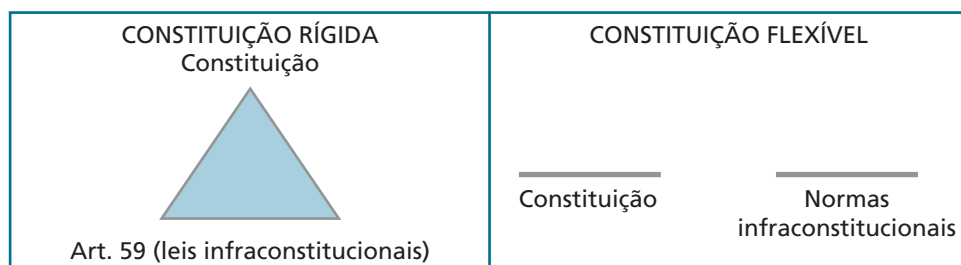 CONSTITUIÇÃO RÍGIDA
Constituição
Art. 59 (leis infraconstitucionais)
CONSTITUIÇÃO FLEXÍVEL
Constituição
Normas
infraconstitucionais